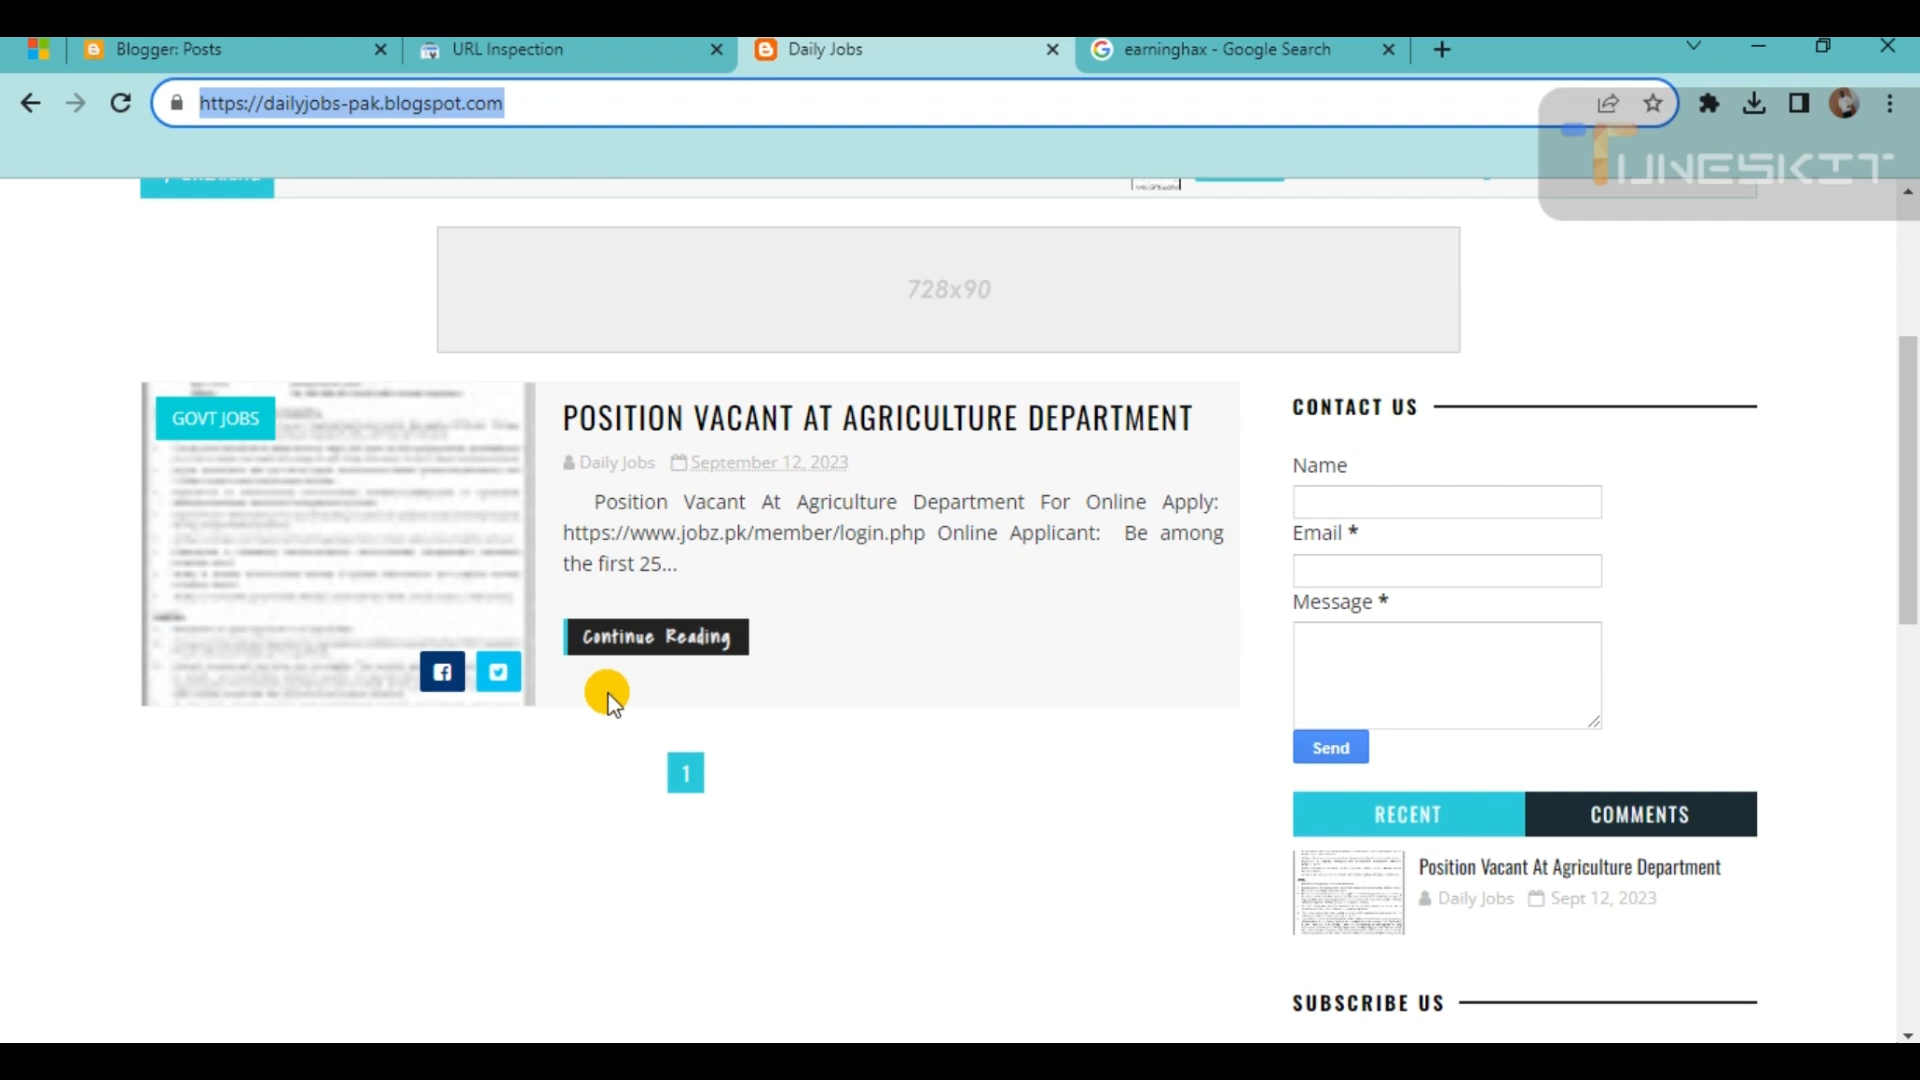 Blogger: Posts
URL Inspection
Daily Jobs
earninghax - Google Search
https://dailyjobs-pak.blogspot.com
TUNESKIT
728x90
GOVT JOBS
POSITION VACANT AT AGRICULTURE DEPARTMENT
Daily Jobs September 12, 2023
Position Vacant At Agriculture Department For Online Apply:
https://www.jobz.pk/member/login.php Online Applicant: Be among
the first 25...
Continue Reading
1
CONTACT US
Name
Email *
Message *
Send
RECENT
COMMENTS
Position Vacant At Agriculture Department
Daily Jobs Sept 12, 2023
SUBSCRIBE US